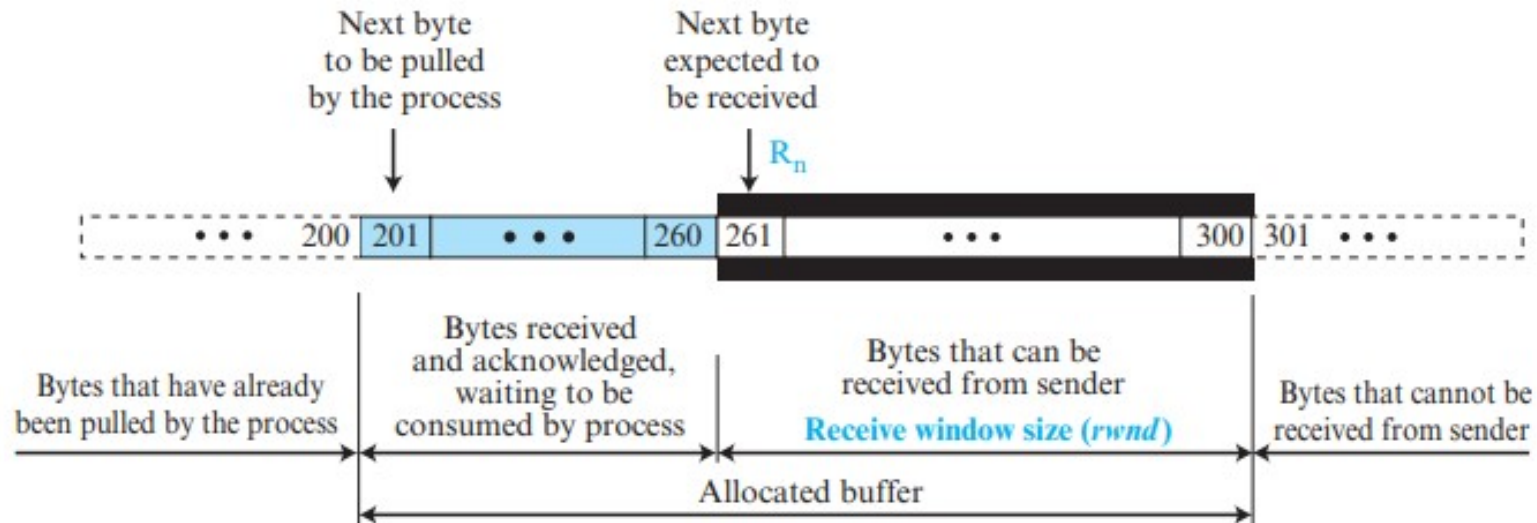 Next byte
to be pulled
by the process
Next byte
expected to
be received
Rn
• • • 200 201 • • • 260 261 • • • 300 301 • • •
Bytes that have already
been pulled by the process
Bytes received
and acknowledged,
waiting to be
consumed by process
Bytes that can be
received from sender
Receive window size (rwnd)
Bytes that cannot be
received from sender
Allocated buffer